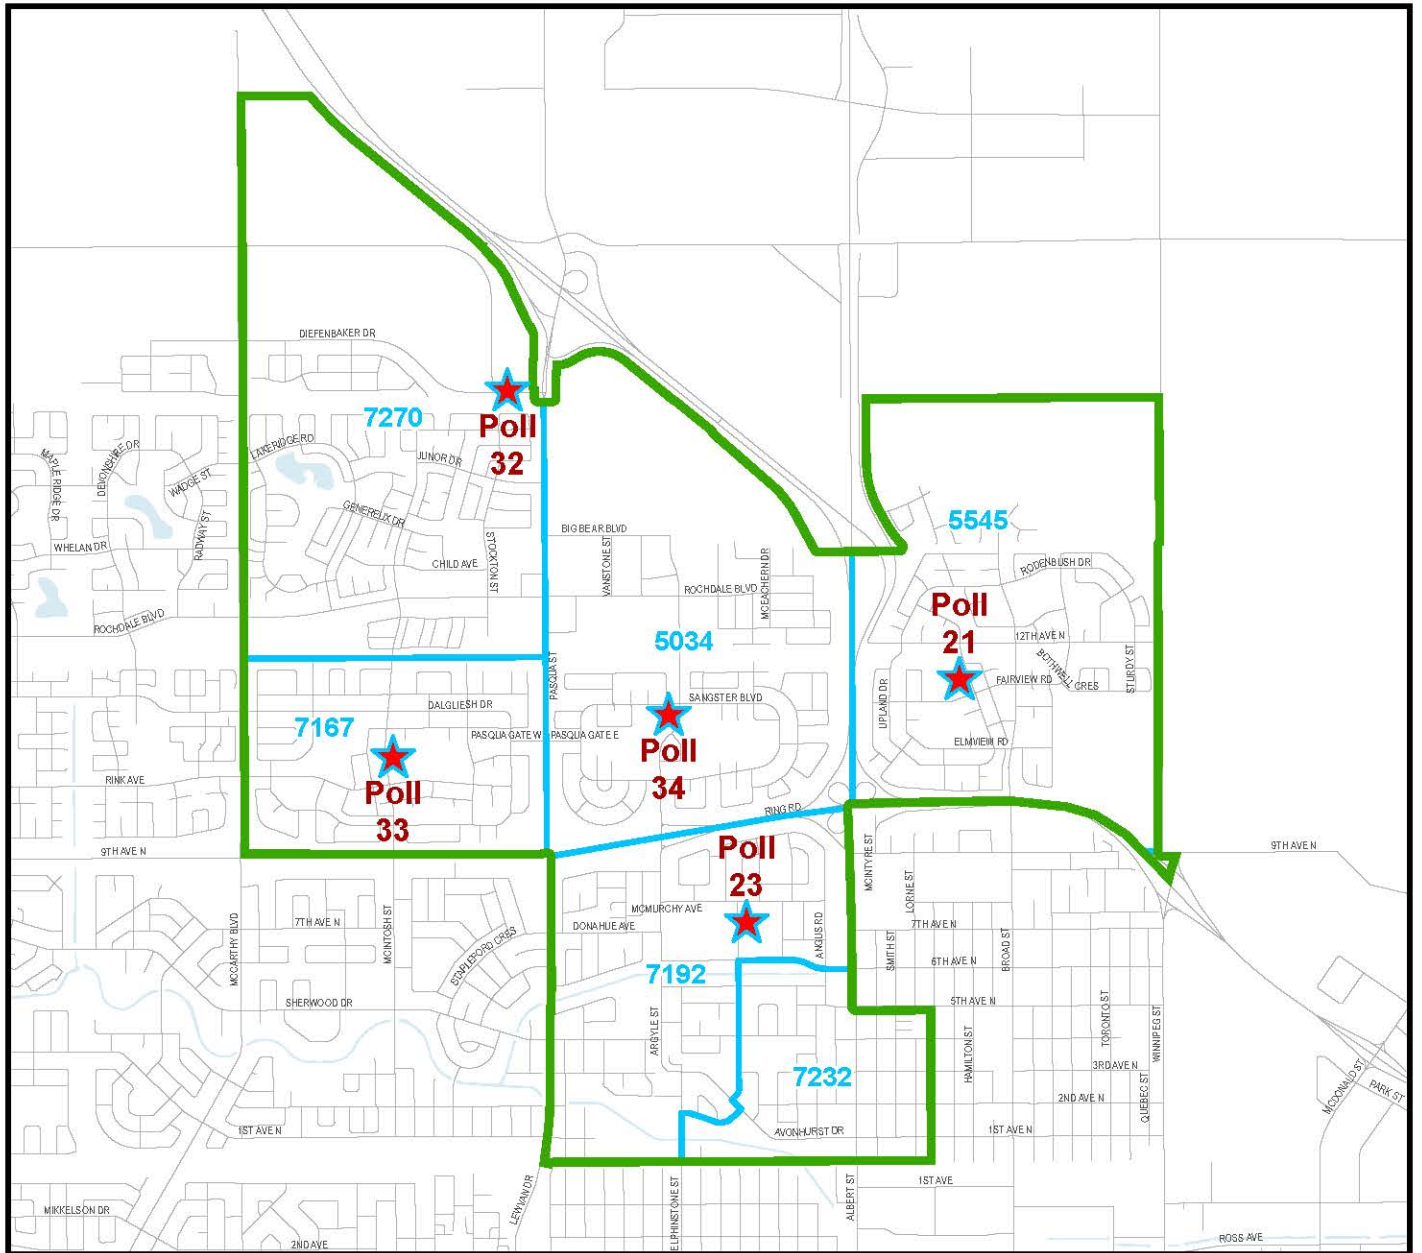 DIEFENBAKER DR
7270
Poll
32
LAKERIDGE RD
JUNOR DR
MAPLE RIDGE DR
DEVONSHIRE DR
WADGE ST
GENEREUX DR
RADWAY ST
WHELAN DR
CHILD AVE
STOCKTON ST
BIG BEAR BLVD
VANSTONE ST
ROCHDALE BLVD
MCEACHERN DR
5545
RODENBUSH DR
Poll
21
12TH AVE N
BOTHWELL CRES
FAIRVIEW RD
STURDY ST
UPLAND DR
ELMVIEW RD
ROCHDALE BLVD
5034
PASQUA ST
SANGSTER BLVD
DALGLIESH DR
7167
PASQUA GATE W
PASQUA GATE E
Poll
34
RINK AVE
Poll
33
RING RD
9TH AVE N
Poll
23
MCINTYRE ST
9TH AVE N
LORNE ST
MCMURCHY AVE
7TH AVE N
MCINTOSH ST
DONAHUE AVE
ANGUS RD
7TH AVE N
MCCARTHY BLVD
STAPLEFORD CRES
SMITH ST
BROAD ST
6TH AVE N
7192
SHERWOOD DR
5TH AVE N
ARGYLE ST
HAMILTON ST
TORONTO ST
WINNIPEG ST
7232
3RD AVE N
2ND AVE N
QUEBEC ST
MCDONALD ST
PARK ST
1ST AVE N
AVONHURST DR
1ST AVE N
LEWVAN DR
ELPHINSTONE ST
ALBERT ST
1ST AVE
MIKKELSON DR
2ND AVE
ROSS AVE